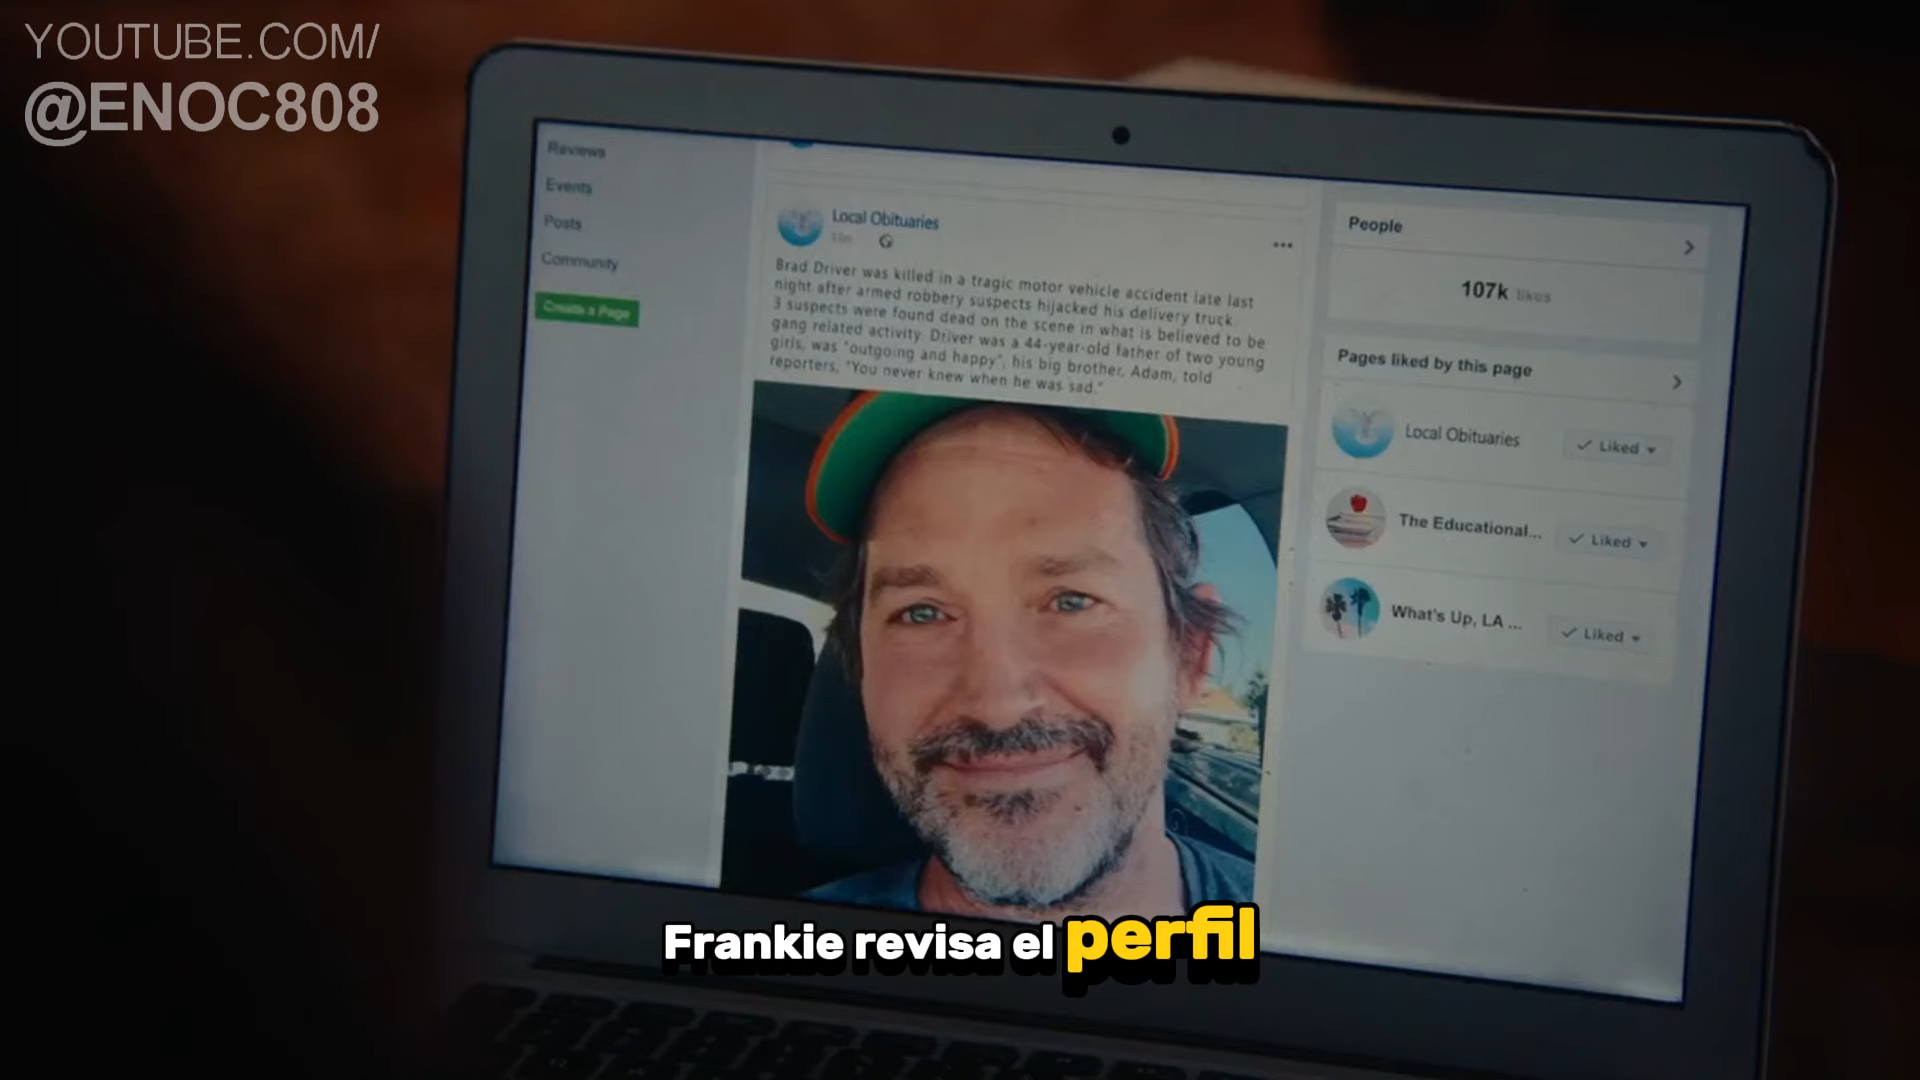 YOUTUBE.COM/
@ENOC808
Reviews
Events
Posts
Community
Create a Page
Local Obituaries
Brad Driver was killed in a tragic motor vehicle accident late last
night after armed robbery suspects hijacked his delivery truck.
3 suspects were found dead on the scene in what is believed to be
gang related activity. Driver was a 44-year-old father of two young
girls, was "outgoing and happy", his big brother, Adam, told
reporters, "You never knew when he was sad."
People
107k likes
Pages liked by this page
Local Obituaries
Liked
The Educational...
Liked
What's Up, LA ...
Liked
Frankie revisa el perfil